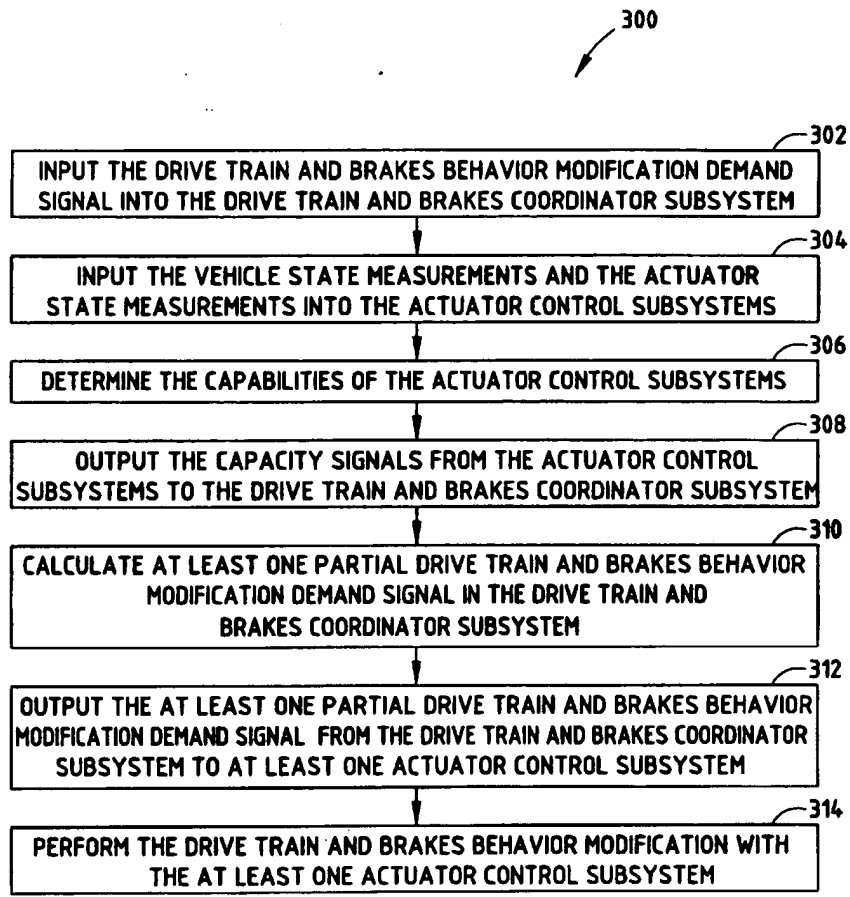 300
302
INPUT THE DRIVE TRAIN AND BRAKES BEHAVIOR MODIFICATION DEMAND
SIGNAL INTO THE DRIVE TRAIN AND BRAKES COORDINATOR SUBSYSTEM
304
INPUT THE VEHICLE STATE MEASUREMENTS AND THE ACTUATOR
STATE MEASUREMENTS INTO THE ACTUATOR CONTROL SUBSYSTEMS
306
DETERMINE THE CAPABILITIES OF THE ACTUATOR CONTROL SUBSYSTEMS
308
OUTPUT THE CAPACITY SIGNALS FROM THE ACTUATOR CONTROL
SUBSYSTEMS TO THE DRIVE TRAIN AND BRAKES COORDINATOR SUBSYSTEM
310
CALCULATE AT LEAST ONE PARTIAL DRIVE TRAIN AND BRAKES BEHAVIOR
MODIFICATION DEMAND SIGNAL IN THE DRIVE TRAIN AND
BRAKES COORDINATOR SUBSYSTEM
312
OUTPUT THE AT LEAST ONE PARTIAL DRIVE TRAIN AND BRAKES BEHAVIOR
MODIFICATION DEMAND SIGNAL FROM THE DRIVE TRAIN AND BRAKES COORDINATOR
SUBSYSTEM TO AT LEAST ONE ACTUATOR CONTROL SUBSYSTEM
314
PERFORM THE DRIVE TRAIN AND BRAKES BEHAVIOR MODIFICATION WITH
THE AT LEAST ONE ACTUATOR CONTROL SUBSYSTEM